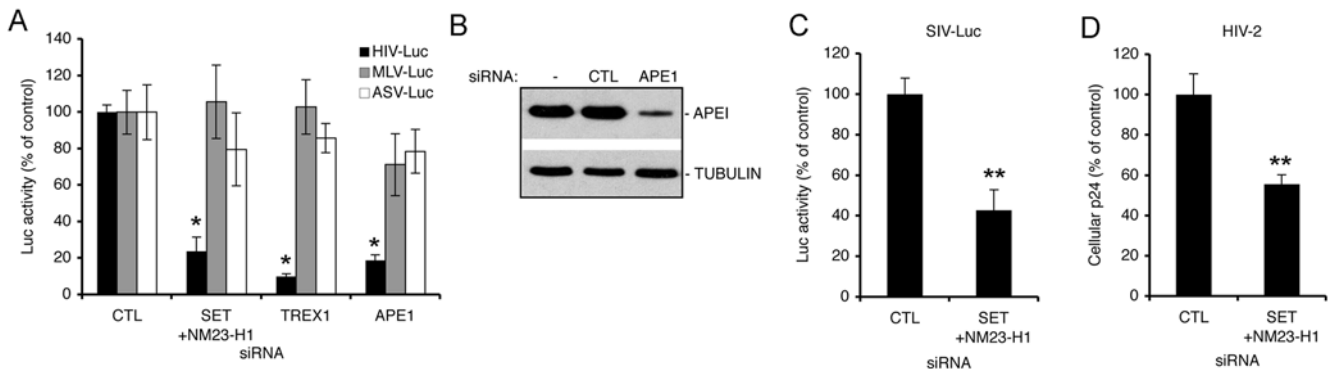 A
Luc activity (% of control)
140
120
100
80
60
40
20
0
HIV-Luc
MLV-Luc
ASV-Luc
*
*
*
CTL
SET
+NM23-H1
TREX1
APE1
siRNA
B
siRNA: - CTL APE1
- APEI
- TUBULIN
C
SIV-Luc
Luc activity (% of control)
120
100
80
60
40
20
0
**
CTL
SET
+NM23-H1
siRNA
D
HIV-2
Cellular p24 (% of control)
120
100
80
60
40
20
0
**
CTL
SET
+NM23-H1
siRNA